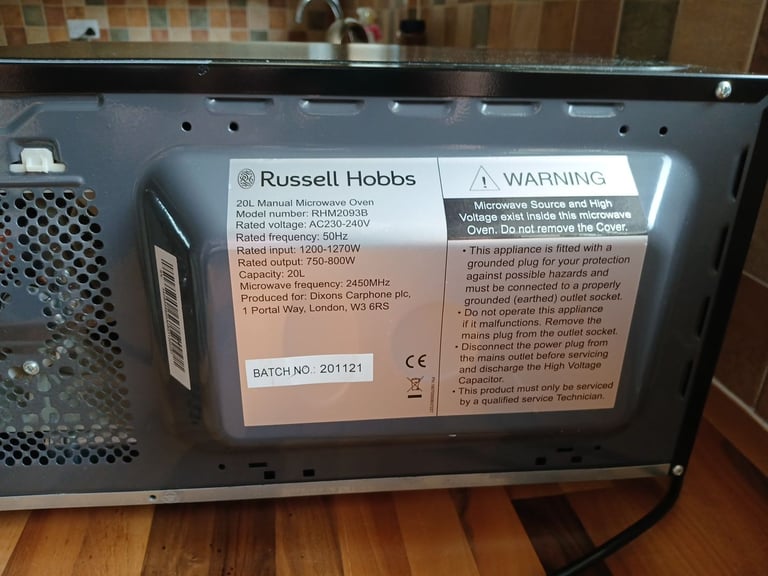 Russell Hobbs
20L Manual Microwave Oven
Model number: RHM2093B
Rated voltage: AC230-240V
Rated frequency: 50Hz
Rated input: 1200-1270W
Rated output: 750-800W
Capacity: 20L
Microwave frequency: 2450MHz
Produced for: Dixons Carphone plc,
1 Portal Way, London, W3 6RS
BATCH NO.: 201121
CE
WARNING
Microwave Source and High
Voltage exist inside this microwave
Oven. Do not remove the Cover.
• This appliance is fitted with a
grounded plug for your protection
against possible hazards and
must be connected to a properly
grounded (earthed) outlet socket.
• Do not operate this appliance
if it malfunctions. Remove the
mains plug from the outlet socket.
• Disconnect the power plug from
the mains outlet before servicing
and discharge the High Voltage
Capacitor.
• This product must only be serviced
by a qualified service Technician.